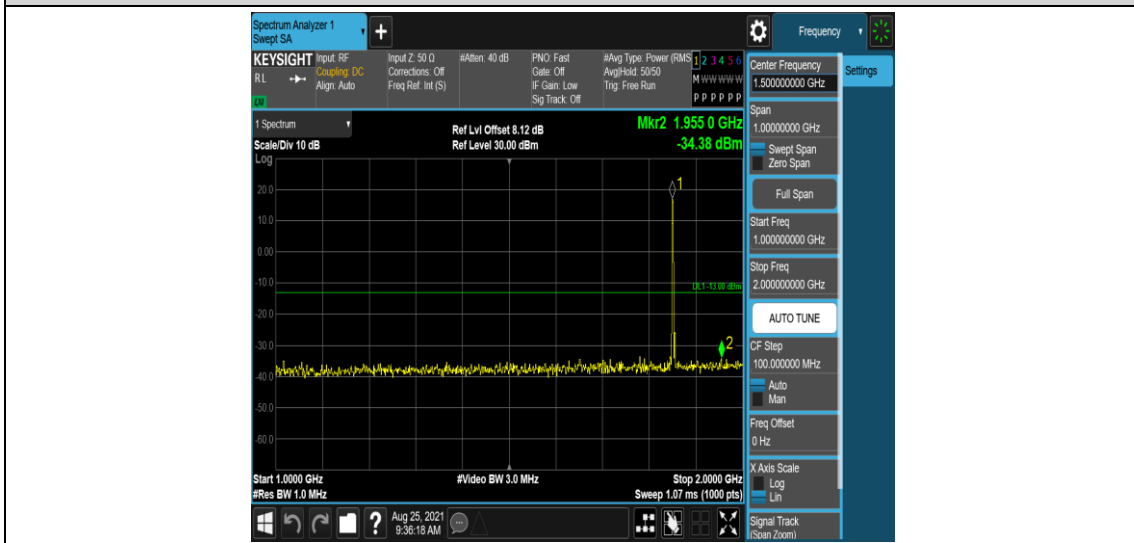 Spectrum Analyzer 1
Swept SA
+
Frequency
KEYSIGHT
RL
LXI
Input: RF
Coupling: DC
Align: Auto
Input Z: 50 Ω
Corrections: Off
Freq Ref: Int (S)
#Atten: 40 dB
PNO: Fast
Gate: Off
IF Gain: Low
Sig Track: Off
#Avg Type: Power (RMS
Avg|Hold: 50/50
Trig: Free Run
1 2 3 4 5 6
M W W W W W
P P P P P P
1 Spectrum
Scale/Div 10 dB
Ref Lvl Offset 8.12 dB
Ref Level 30.00 dBm
Mkr2 1.955 0 GHz
-34.38 dBm
Log
20.0
10.0
0.00
-10.0
-20.0
-30.0
-40.0
-50.0
-60.0
1
DL1 -13.00 dBm
2
Start 1.0000 GHz
#Res BW 1.0 MHz
#Video BW 3.0 MHz
Stop 2.0000 GHz
Sweep 1.07 ms (1000 pts)
?
Aug 25, 2021
9:36:18 AM
Center Frequency
1.500000000 GHz
Settings
Span
1.00000000 GHz
Swept Span
Zero Span
Full Span
Start Freq
1.000000000 GHz
Stop Freq
2.000000000 GHz
AUTO TUNE
CF Step
100.000000 MHz
Auto
Man
Freq Offset
0 Hz
X Axis Scale
Log
Lin
Signal Track
(Span Zoom)